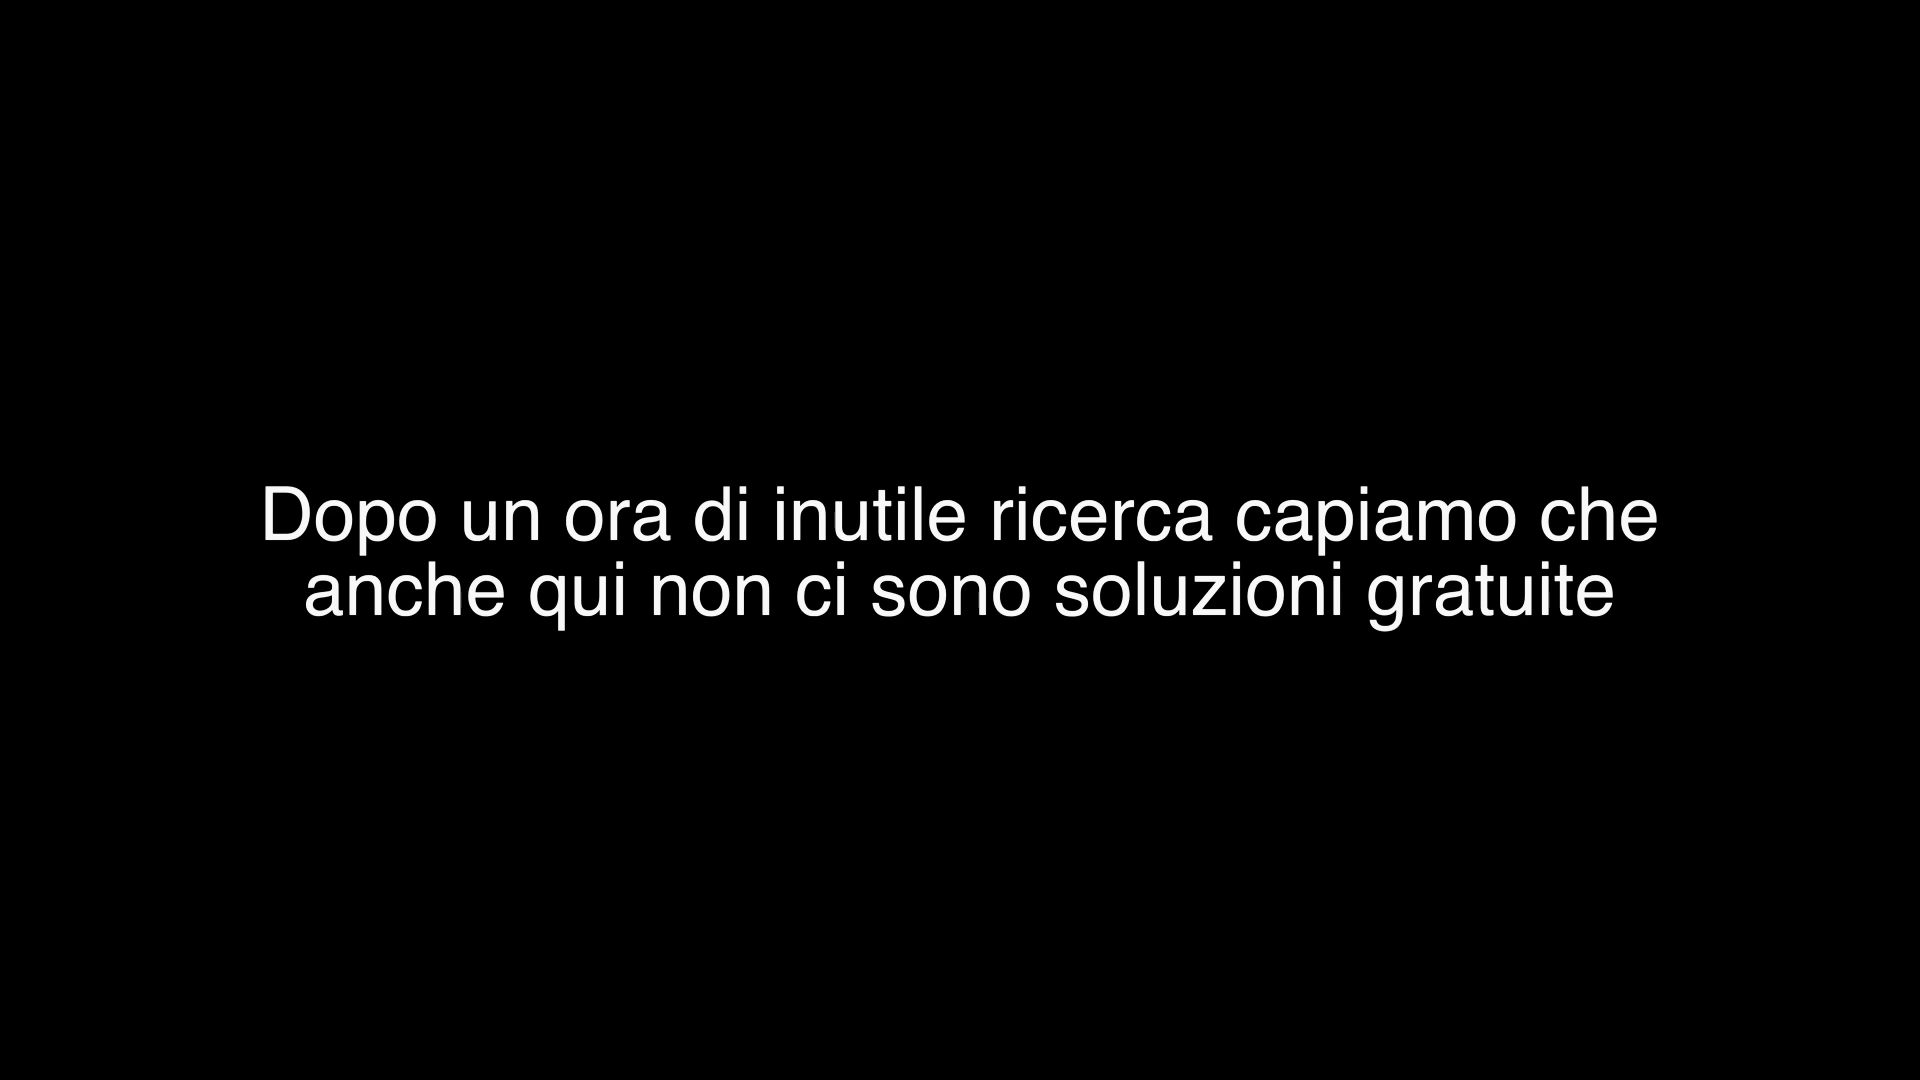 Dopo un ora di inutile ricerca capiamo che
anche qui non ci sono soluzioni gratuite